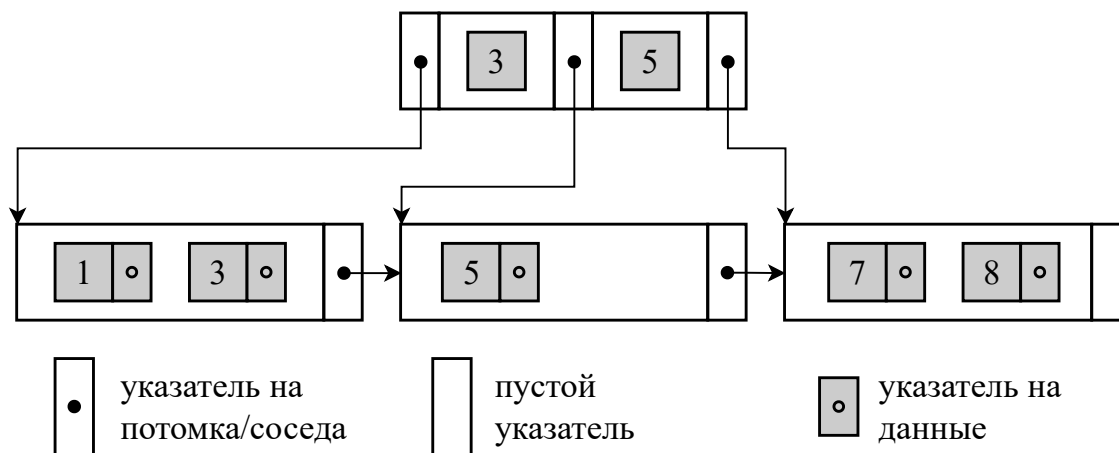 3 5
1 3 5 7 8
указатель на
потомка/соседа
пустой
указатель
указатель на
данные